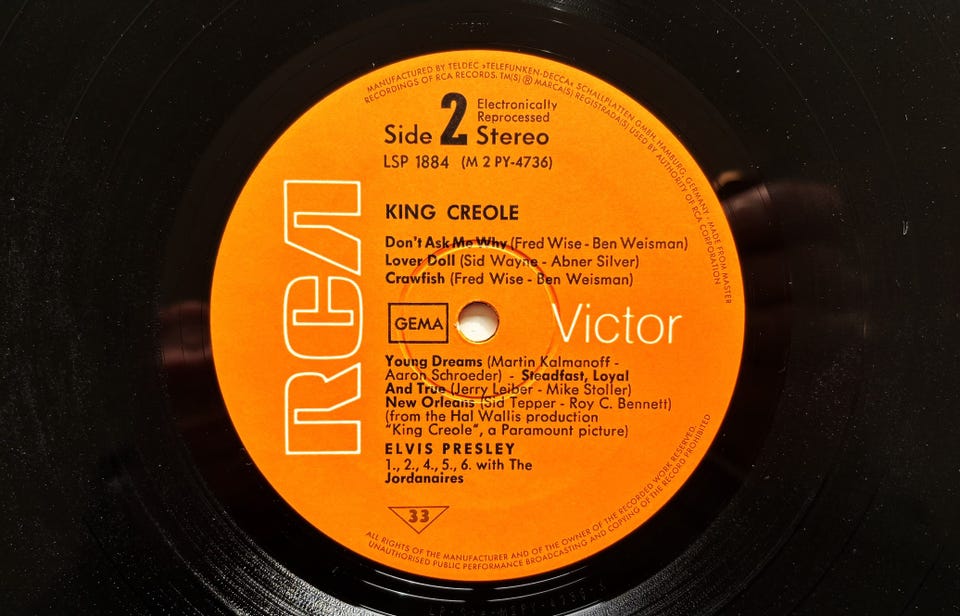 MANUFACTURED BY TELDEC »TELEFUNKEN-DECCA« SCHALLPLATTEN GMBH, HAMBURG, GERMANY · MADE FROM MASTER
RECORDINGS OF RCA RECORDS. TM(S) ® MARCA(S) REGISTRADA(S) USED BY AUTHORITY OF RCA CORPORATION
Side 2 Electronically
Reprocessed
Stereo
LSP 1884 (M 2 PY-4736)
KING CREOLE
Don't Ask Me Why (Fred Wise - Ben Weisman)
Lover Doll (Sid Wayne - Abner Silver)
Crawfish (Fred Wise - Ben Weisman)
RCA
GEMA
Victor
Young Dreams (Martin Kalmanoff -
Aaron Schroeder) - Steadfast, Loyal
And True (Jerry Leiber - Mike Stoller)
New Orleans (Sid Tepper - Roy C. Bennett)
(from the Hal Wallis production
"King Creole", a Paramount picture)
ELVIS PRESLEY
1., 2., 4., 5., 6. with The
Jordanaires
33
ALL RIGHTS OF THE MANUFACTURER AND OF THE OWNER OF THE RECORDED WORK RESERVED.
UNAUTHORISED PUBLIC PERFORMANCE BROADCASTING AND COPYING OF THE RECORD PROHIBITED